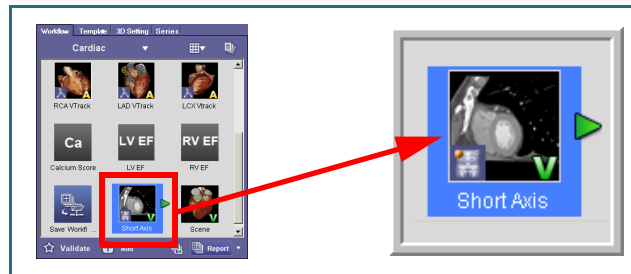 Workflow Template 3D Setting Series
Cardiac
A A A
RCA VTrack LAD VTrack LCX Vtrack
Ca LV EF RV EF
Calcium Score LV EF RV EF
V V
Save Workfl ... Short Axis Scene
Validate Add Report
V
Short Axis